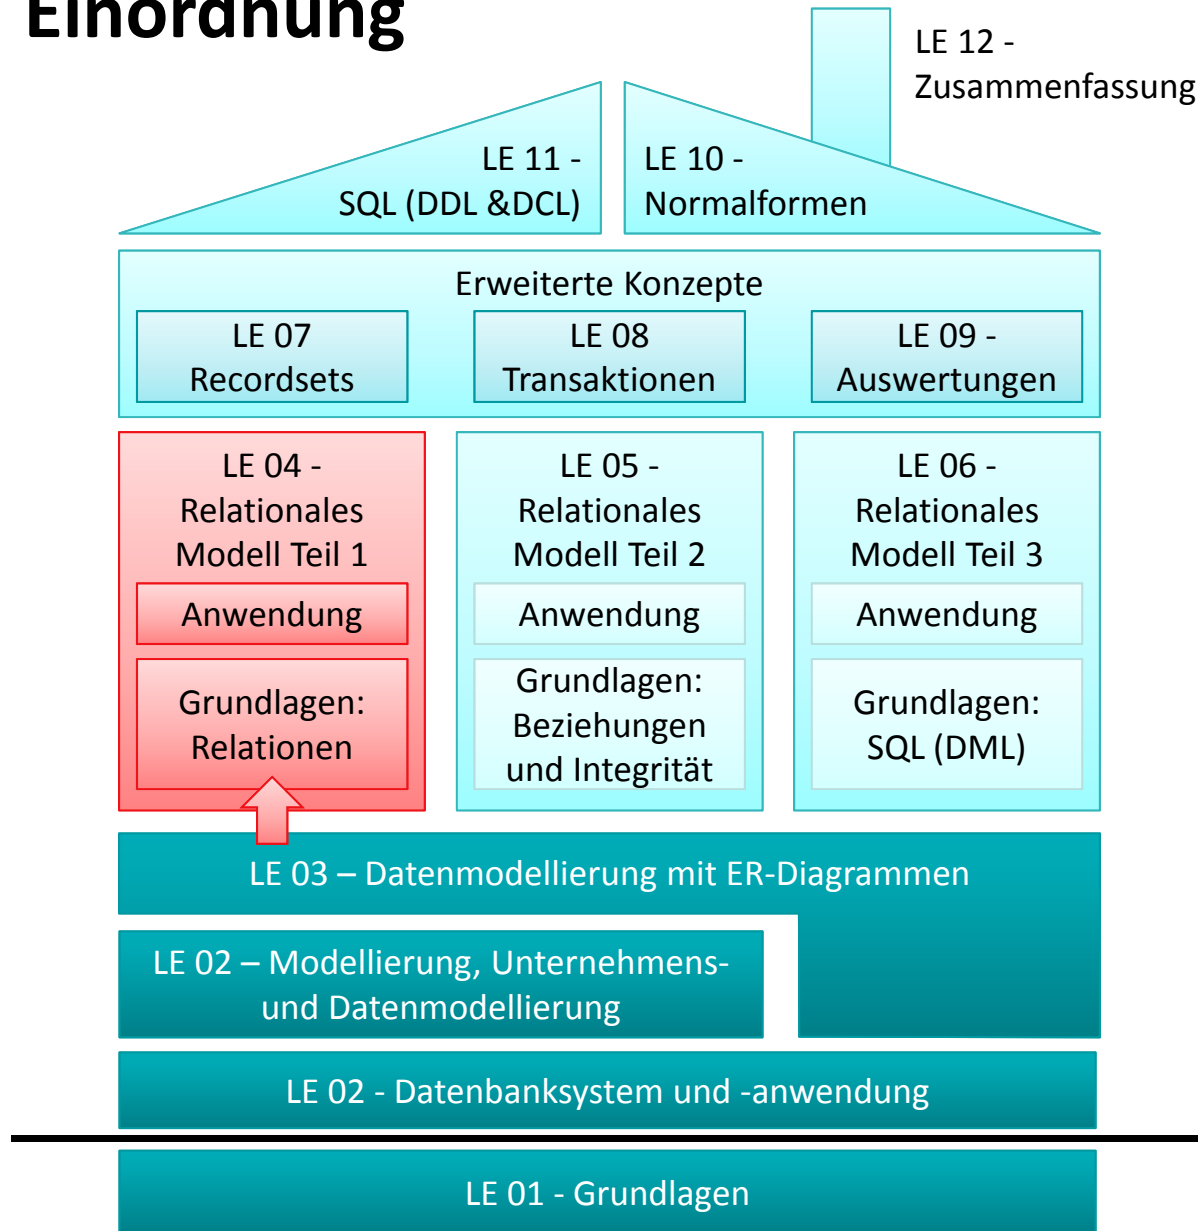 Einordnung
LE 12 -
Zusammenfassung
LE 11 -
SQL (DDL &DCL)
LE 10 -
Normalformen
Erweiterte Konzepte
LE 07
Recordsets
LE 08
Transaktionen
LE 09 -
Auswertungen
LE 04 -
Relationales
Modell Teil 1
Anwendung
Grundlagen:
Relationen
LE 05 -
Relationales
Modell Teil 2
Anwendung
Grundlagen:
Beziehungen
und Integrität
LE 06 -
Relationales
Modell Teil 3
Anwendung
Grundlagen:
SQL (DML)
LE 03 – Datenmodellierung mit ER-Diagrammen
LE 02 – Modellierung, Unternehmens-
und Datenmodellierung
LE 02 - Datenbanksystem und -anwendung
LE 01 - Grundlagen